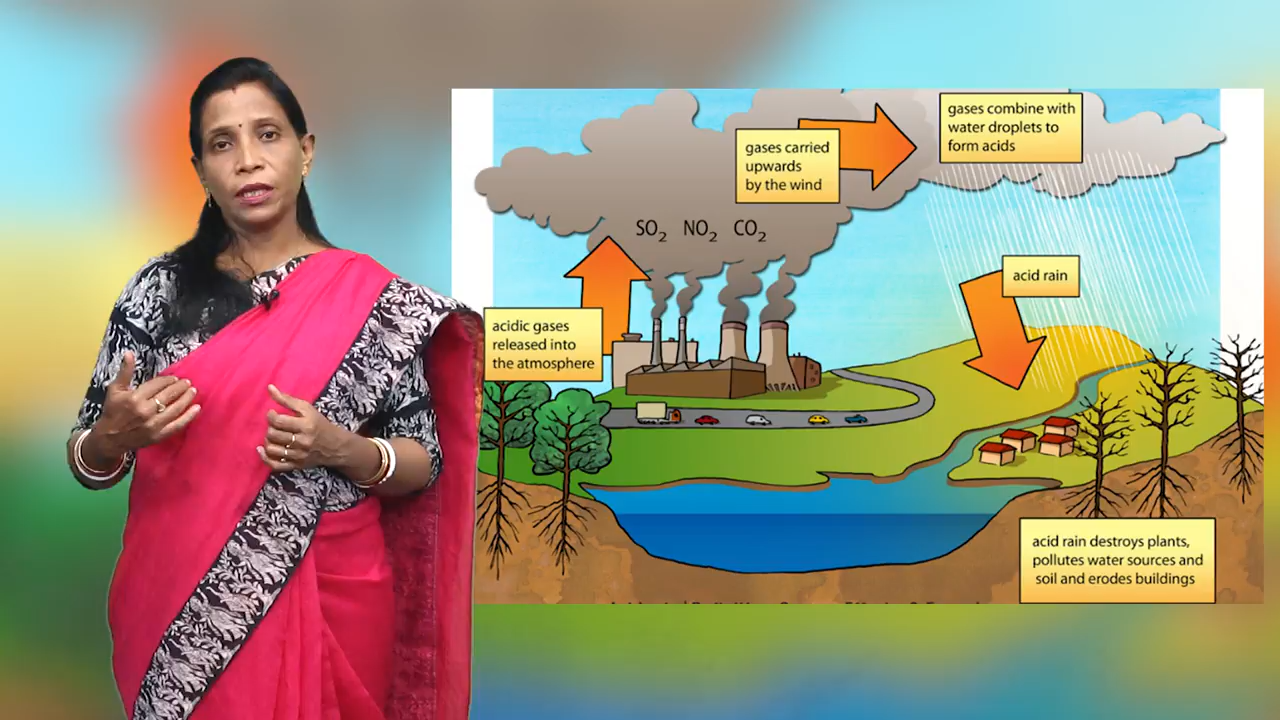 gases combine with
water droplets to
form acids
gases carried
upwards
by the wind
SO₂ NO₂ CO₂
acid rain
acidic gases
released into
the atmosphere
acid rain destroys plants,
pollutes water sources and
soil and erodes buildings